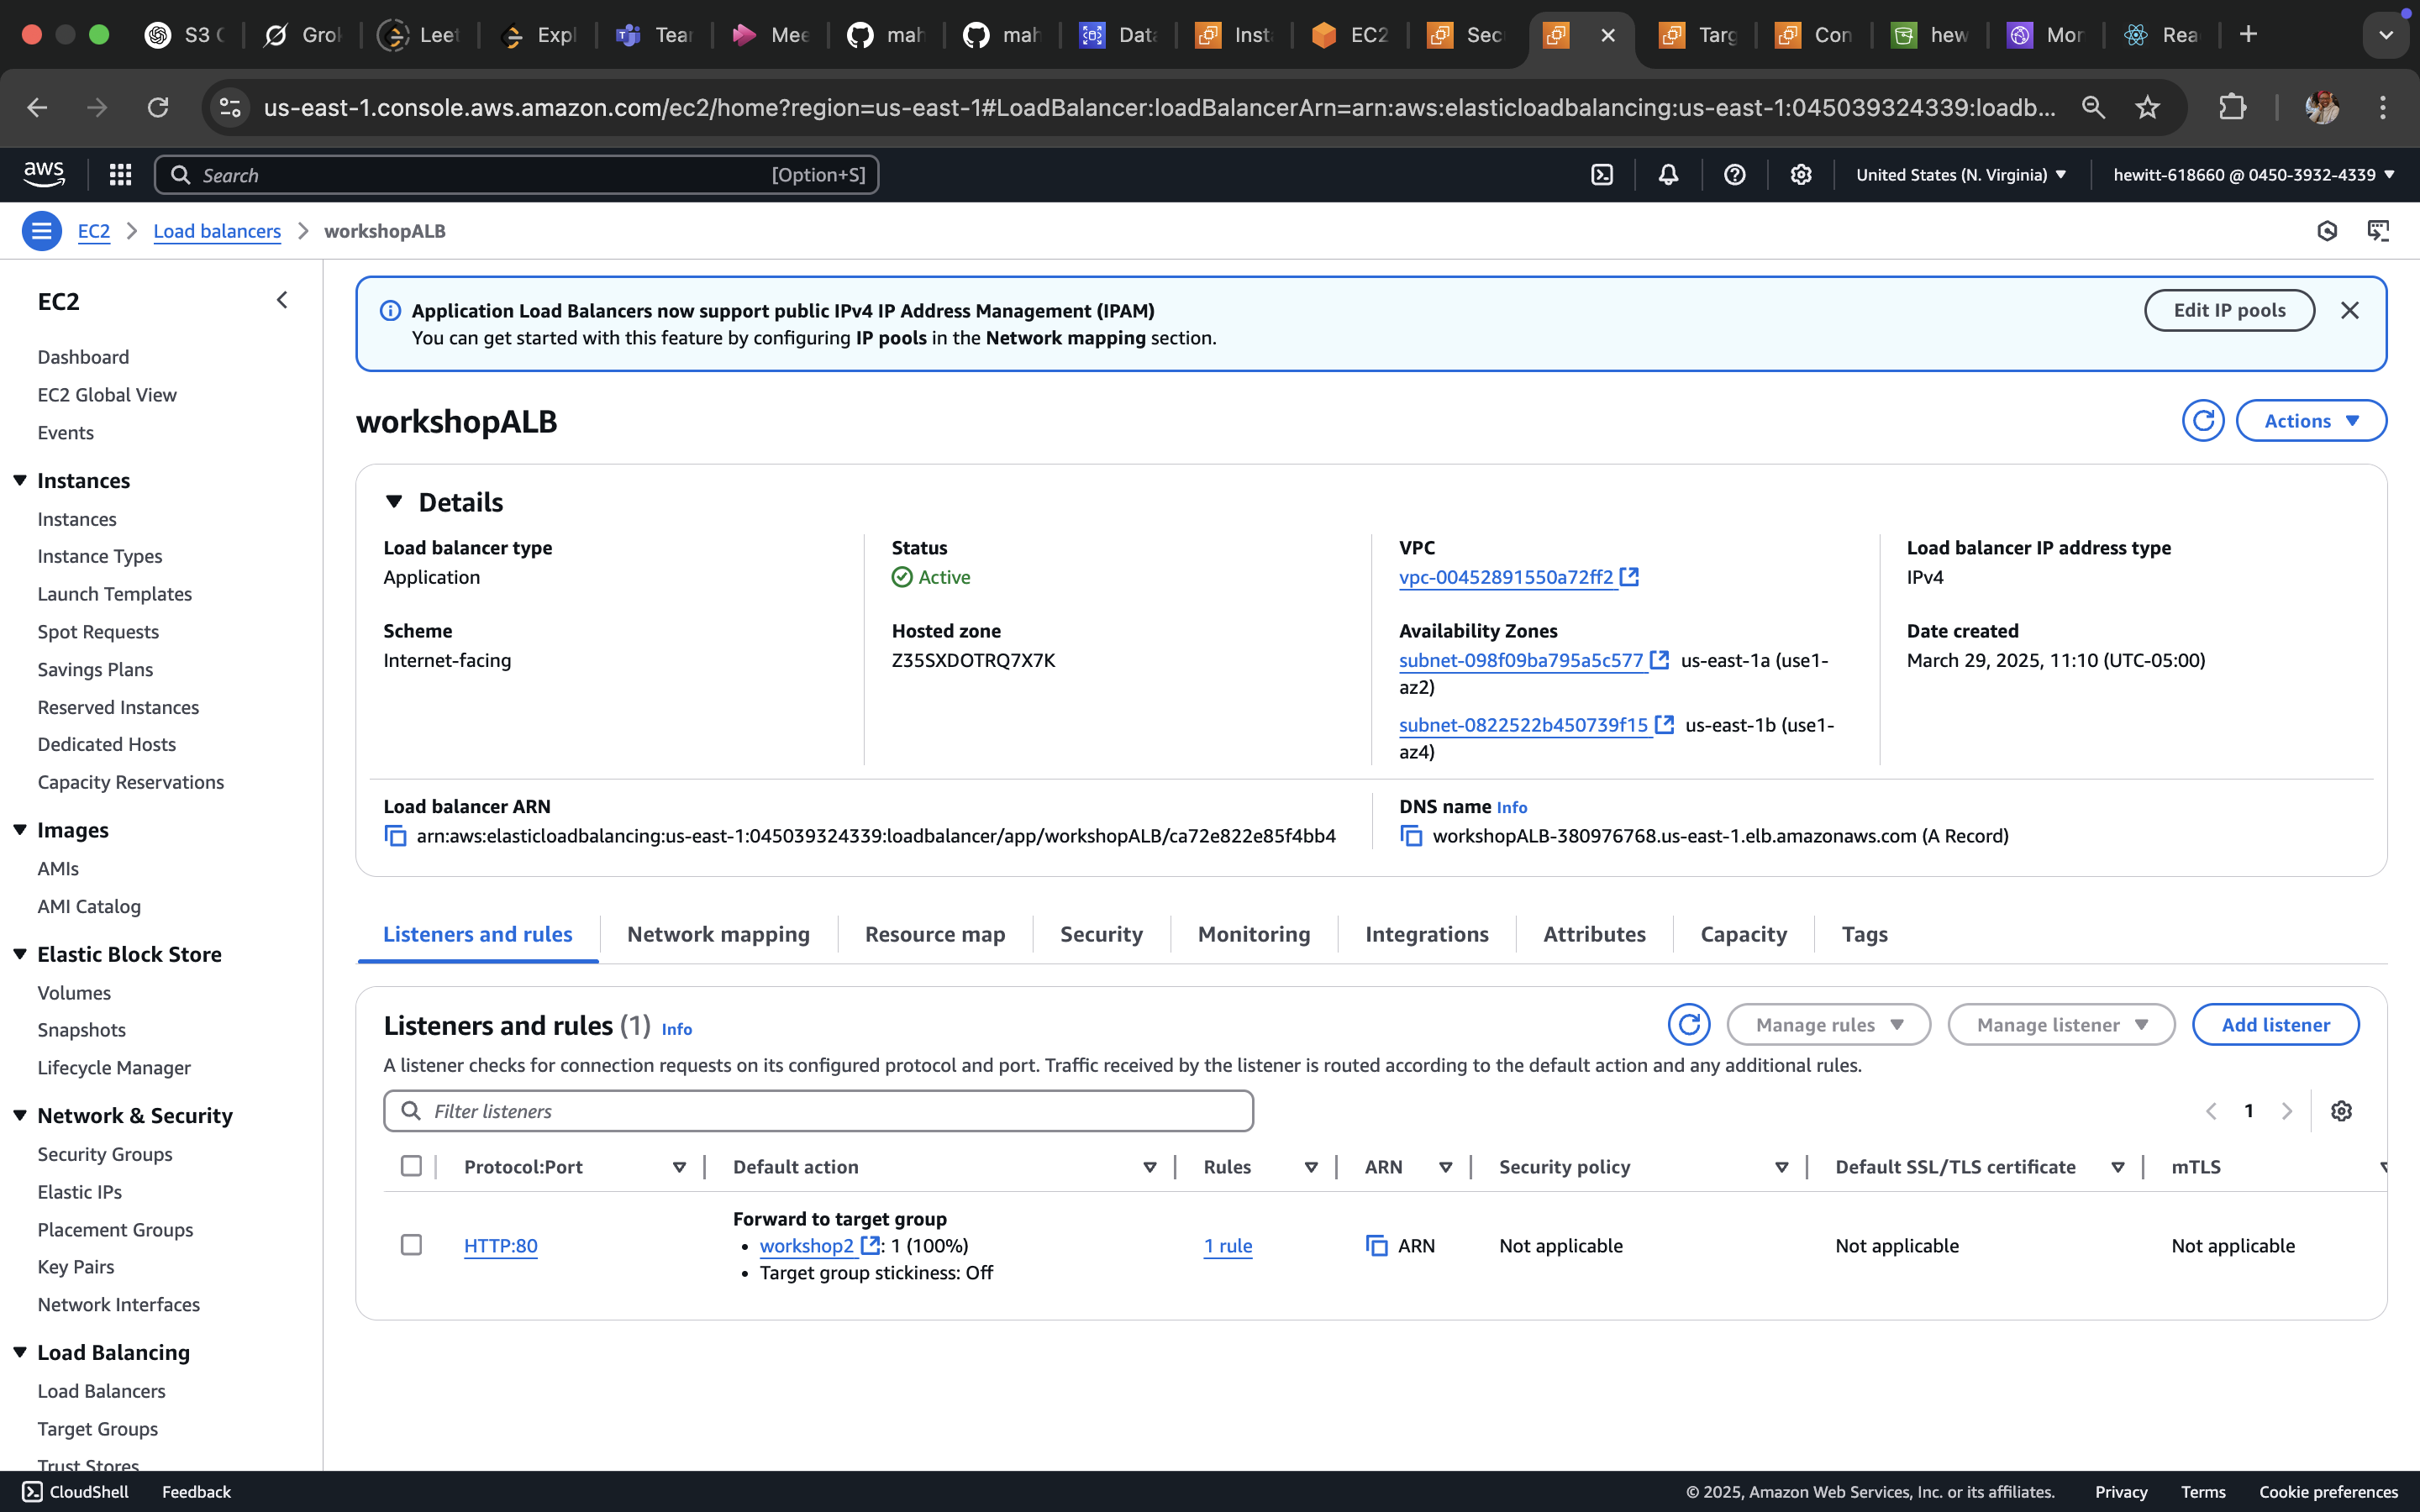 S3
Gro
Leet
Expl
Tear
Mee
mah
mah
Data
Inst
EC2
Sec
Targ
Con
hew
Mor
Rea
us-east-1.console.aws.amazon.com/ec2/home?region=us-east-1#LoadBalancer:loadBalancerArn=arn:aws:elasticloadbalancing:us-east-1:045039324339:loadb...
aws
Search
[Option+S]
United States (N. Virginia)
hewitt-618660 @ 0450-3932-4339
EC2
Load balancers
workshopALB
EC2
Dashboard
EC2 Global View
Events
Instances
Instances
Instance Types
Launch Templates
Spot Requests
Savings Plans
Reserved Instances
Dedicated Hosts
Capacity Reservations
Images
AMIs
AMI Catalog
Elastic Block Store
Volumes
Snapshots
Lifecycle Manager
Network & Security
Security Groups
Elastic IPs
Placement Groups
Key Pairs
Network Interfaces
Load Balancing
Load Balancers
Target Groups
Trust Stores
Application Load Balancers now support public IPv4 IP Address Management (IPAM)
You can get started with this feature by configuring IP pools in the Network mapping section.
Edit IP pools
workshopALB
Actions
Details
Load balancer type
Application
Status
Active
VPC
vpc-00452891550a72ff2
Load balancer IP address type
IPv4
Scheme
Internet-facing
Hosted zone
Z35SXDOTRQ7X7K
Availability Zones
subnet-098f09ba795a5c577 us-east-1a (use1-
az2)
subnet-0822522b450739f15 us-east-1b (use1-
az4)
Date created
March 29, 2025, 11:10 (UTC-05:00)
Load balancer ARN
arn:aws:elasticloadbalancing:us-east-1:045039324339:loadbalancer/app/workshopALB/ca72e822e85f4bb4
DNS name Info
workshopALB-380976768.us-east-1.elb.amazonaws.com (A Record)
Listeners and rules
Network mapping
Resource map
Security
Monitoring
Integrations
Attributes
Capacity
Tags
Listeners and rules (1) Info
Manage rules
Manage listener
Add listener
A listener checks for connection requests on its configured protocol and port. Traffic received by the listener is routed according to the default action and any additional rules.
Filter listeners
1
Protocol:Port
Default action
Rules
ARN
Security policy
Default SSL/TLS certificate
mTLS
HTTP:80
Forward to target group
• workshop2 : 1 (100%)
• Target group stickiness: Off
1 rule
ARN
Not applicable
Not applicable
Not applicable
CloudShell
Feedback
© 2025, Amazon Web Services, Inc. or its affiliates.
Privacy
Terms
Cookie preferences